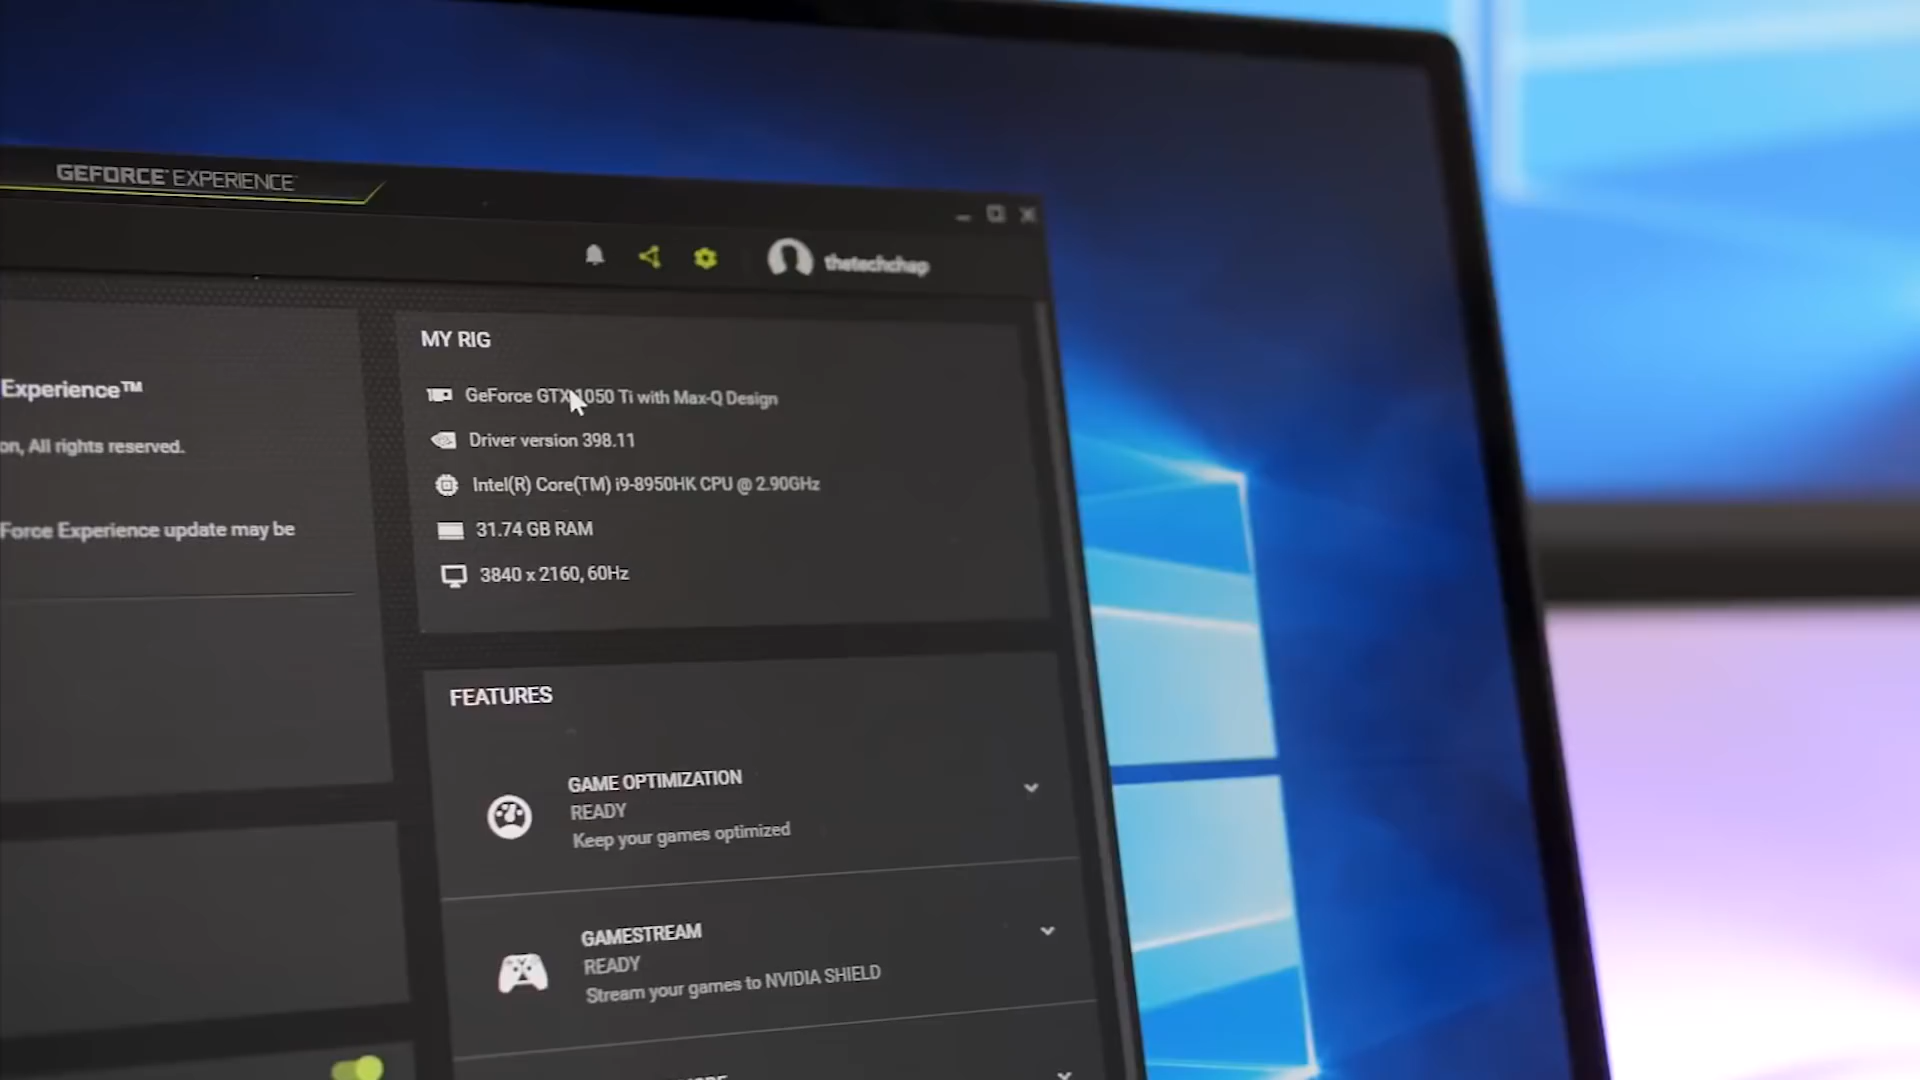 GEFORCE EXPERIENCE
thetechchap
Experience™
on, All rights reserved.
Force Experience update may be
MY RIG
GeForce GTX 1050 Ti with Max-Q Design
Driver version 398.11
Intel(R) Core(TM) i9-8950HK CPU @ 2.90GHz
31.74 GB RAM
3840 x 2160, 60Hz
FEATURES
GAME OPTIMIZATION
READY
Keep your games optimized
GAMESTREAM
READY
Stream your games to NVIDIA SHIELD